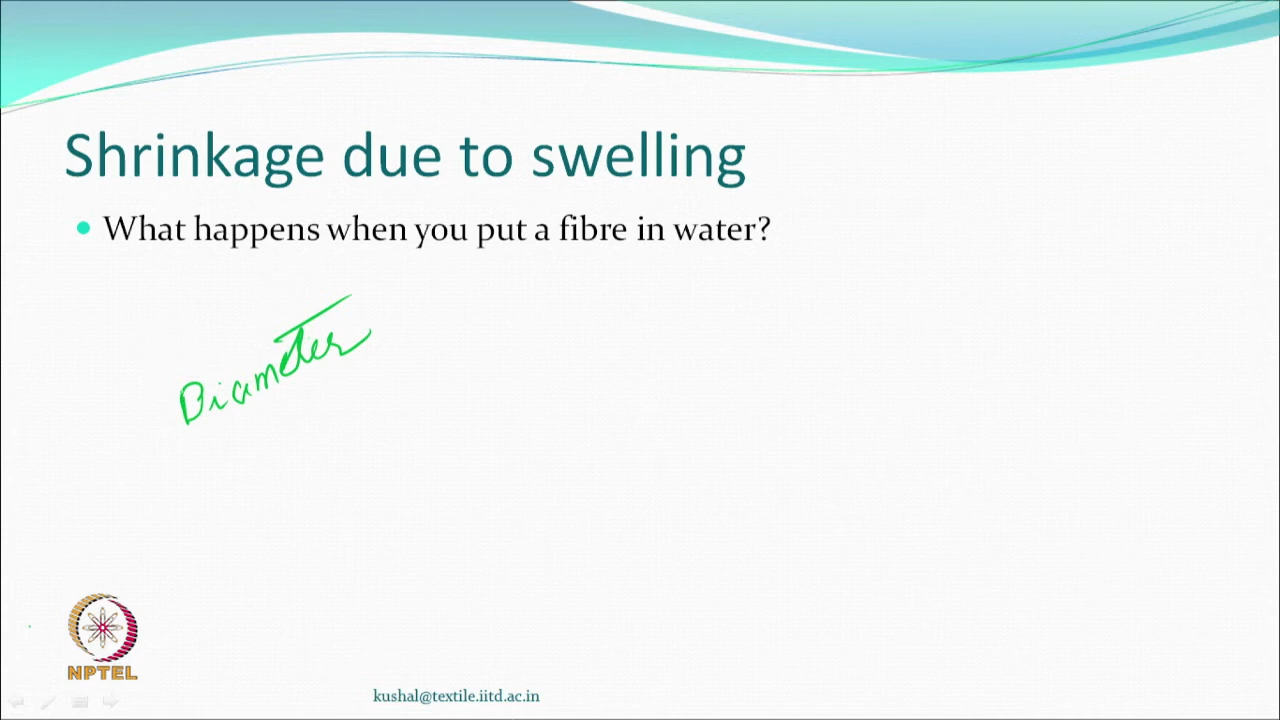 Shrinkage due to swelling
What happens when you put a fibre in water?
Diameter
NPTEL
kushal@textile.iitd.ac.in